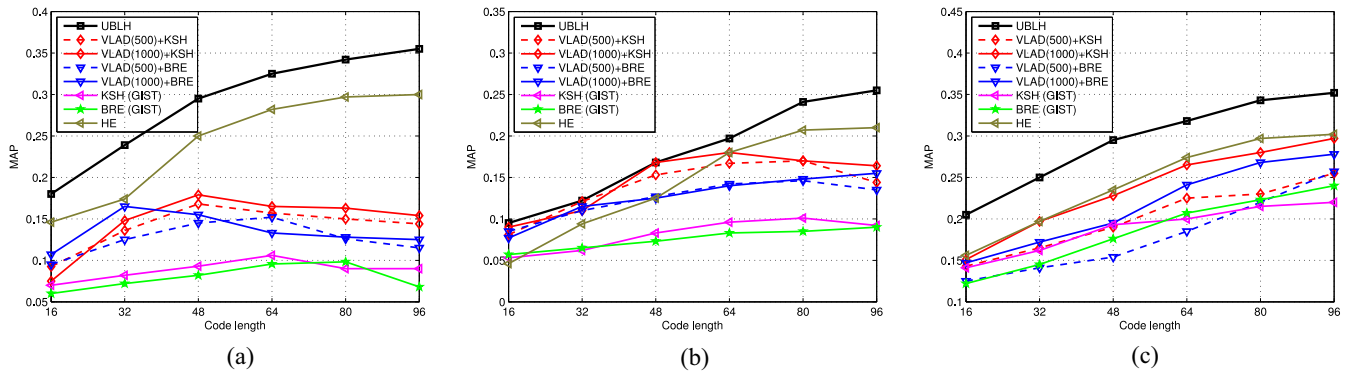 0.4
0.35
0.3
0.25
0.2
0.15
0.1
0.05
MAP
UBLH
VLAD(500)+KSH
VLAD(1000)+KSH
VLAD(500)+BRE
VLAD(1000)+BRE
KSH (GIST)
BRE (GIST)
HE
16 32 48 64 80 96
Code length
(a)
0.35
0.3
0.25
0.2
0.15
0.1
0.05
0
MAP
UBLH
VLAD(500)+KSH
VLAD(1000)+KSH
VLAD(500)+BRE
VLAD(1000)+BRE
KSH (GIST)
BRE (GIST)
HE
16 32 48 64 80 96
Code length
(b)
0.45
0.4
0.35
0.3
0.25
0.2
0.15
0.1
MAP
UBLH
VLAD(500)+KSH
VLAD(1000)+KSH
VLAD(500)+BRE
VLAD(1000)+BRE
KSH (GIST)
BRE (GIST)
HE
16 32 48 64 80 96
Code length
(c)